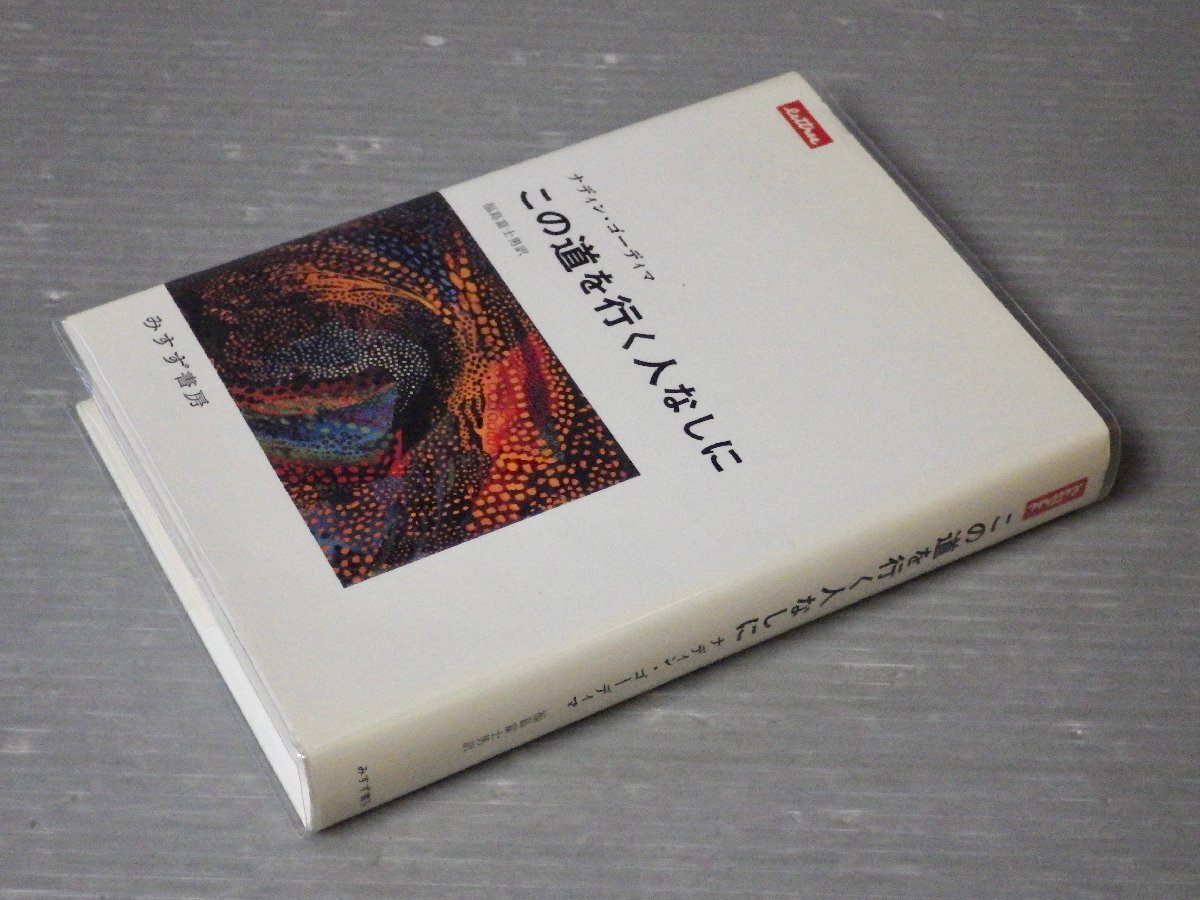 lettre
ナディン・ゴーディマ
この道を行く人なしに
福島富士男訳
みすず書房
lettre
この道を行く人なしに
ナディン・ゴーディマ
福島富士男訳
みすず書房